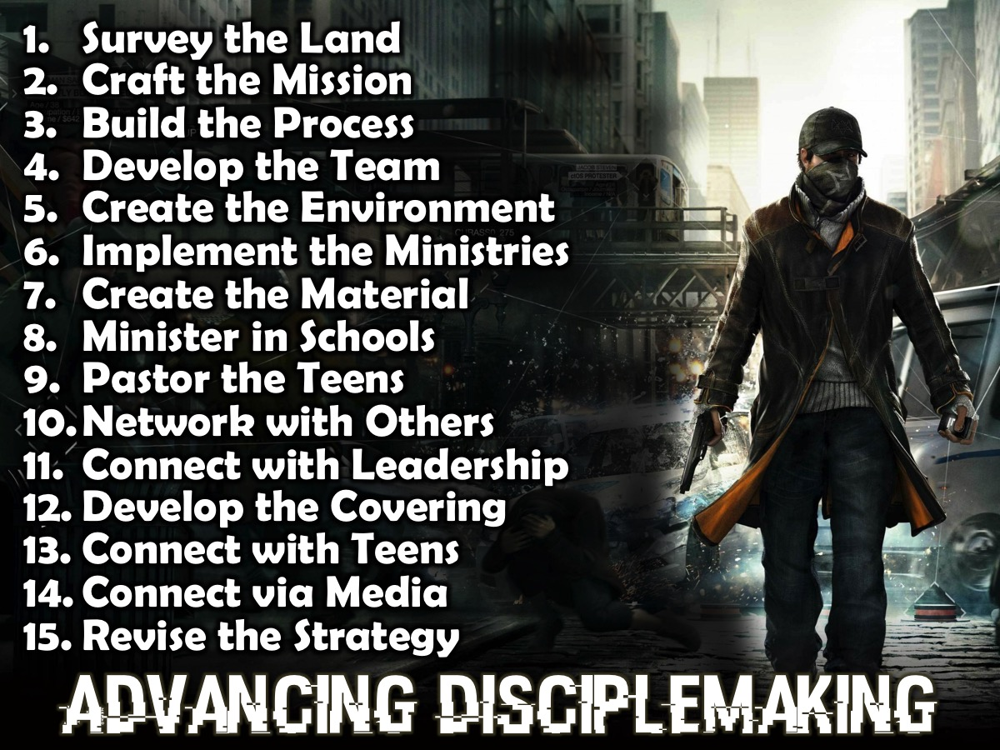 1. Survey the Land
2. Craft the Mission
3. Build the Process
4. Develop the Team
5. Create the Environment
6. Implement the Ministries
7. Create the Material
8. Minister in Schools
9. Pastor the Teens
10. Network with Others
11. Connect with Leadership
12. Develop the Covering
13. Connect with Teens
14. Connect via Media
15. Revise the Strategy
ADVANCING DISCIPLEMAKING